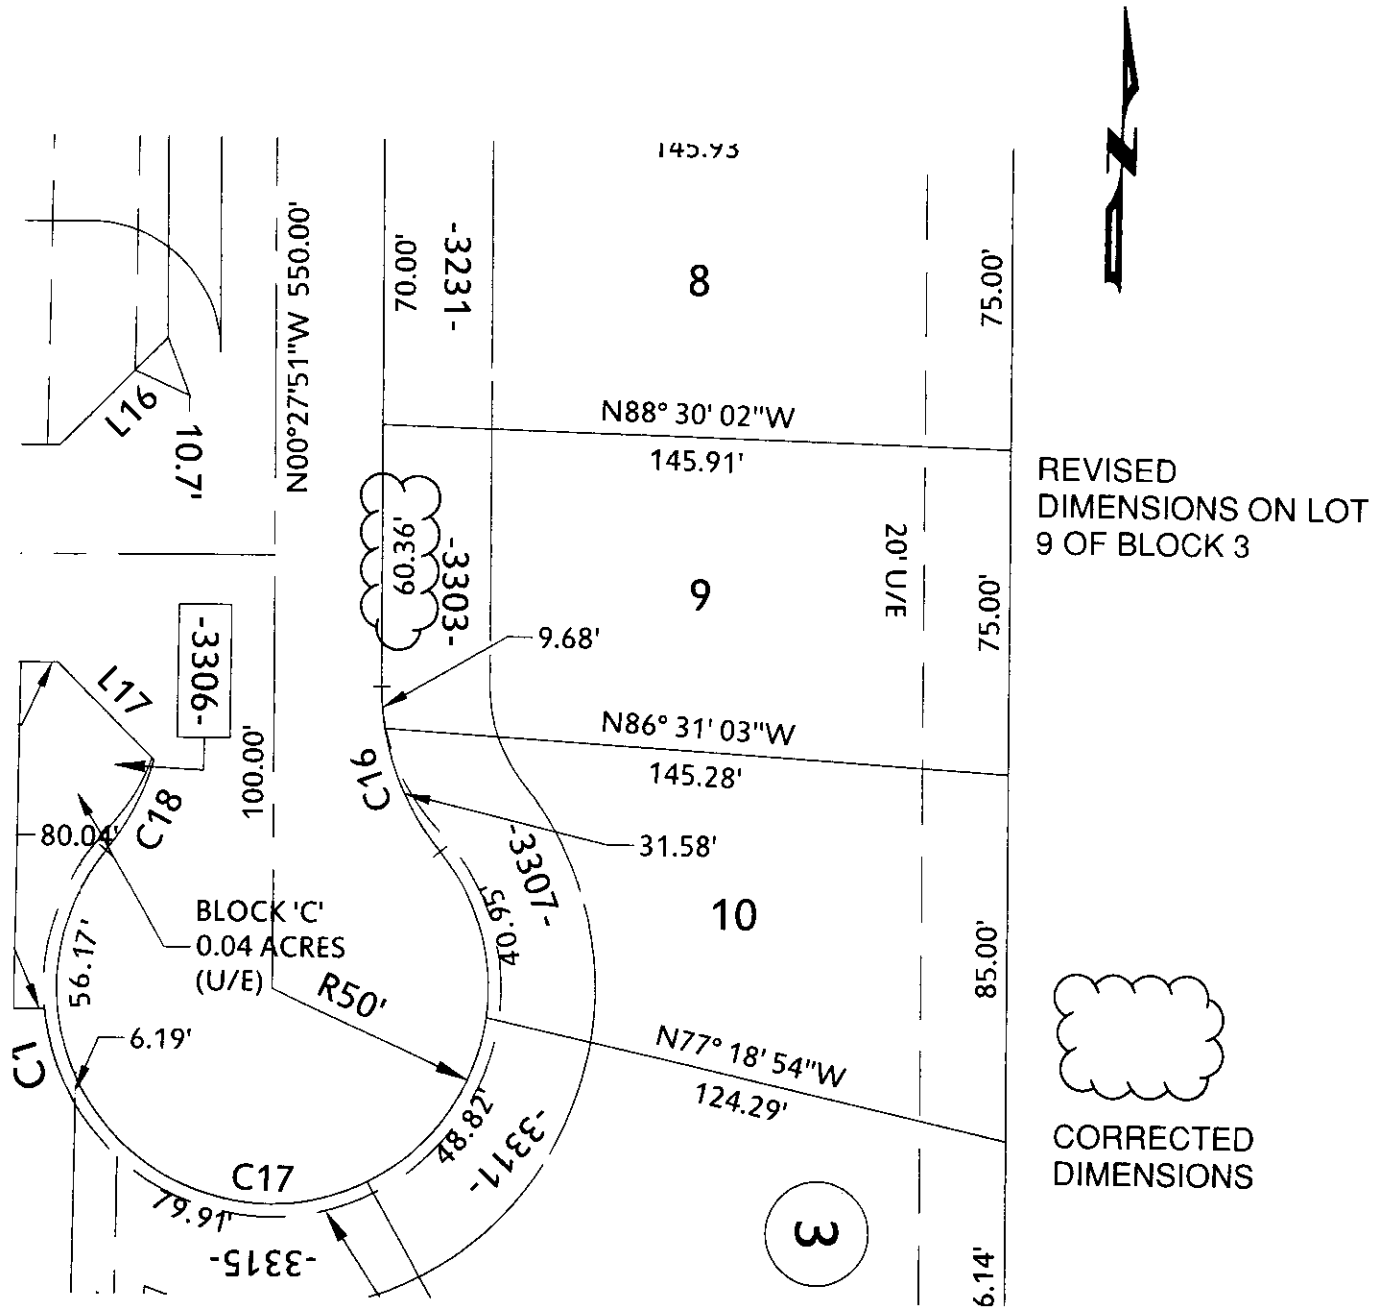 N
145.93
-3231-
70.00'
8
75.00'
N00°27'51"W 550.00'
L16
10.7'
N88° 30' 02"W
145.91'
REVISED
DIMENSIONS ON LOT
9 OF BLOCK 3
60.36'
-3303-
9
20' U/E
75.00'
9.68'
-3306-
L17
C18
100.00'
C16
N86° 31' 03"W
145.28'
80.04'
31.58'
-3307-
40.95'
10
85.00'
BLOCK 'C'
0.04 ACRES
(U/E)
56.17'
R50'
6.19'
C1
N77° 18' 54"W
124.29'
48.82'
-3311-
C17
79.91'
-3315-
3
CORRECTED
DIMENSIONS
6.14'